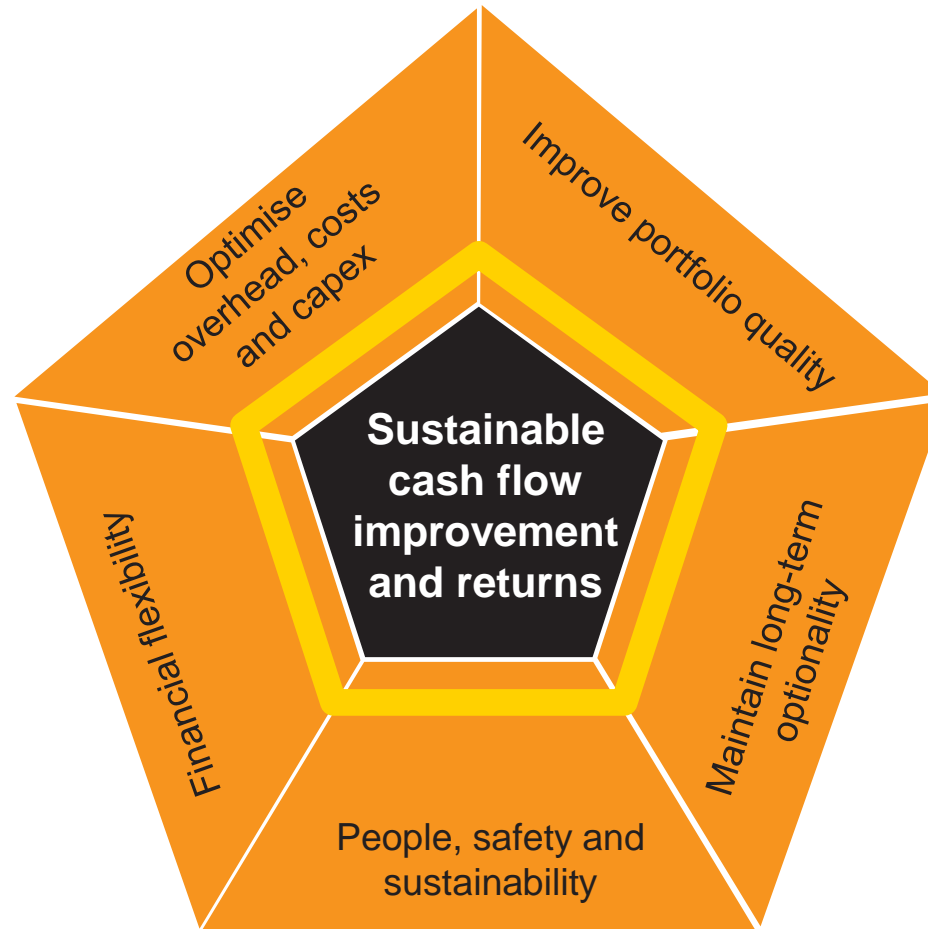 Optimise
overhead, costs
and capex
Improve portfolio quality
Sustainable
cash flow
improvement
and returns
Financial flexibility
Maintain long-term
optionality
People, safety and
sustainability